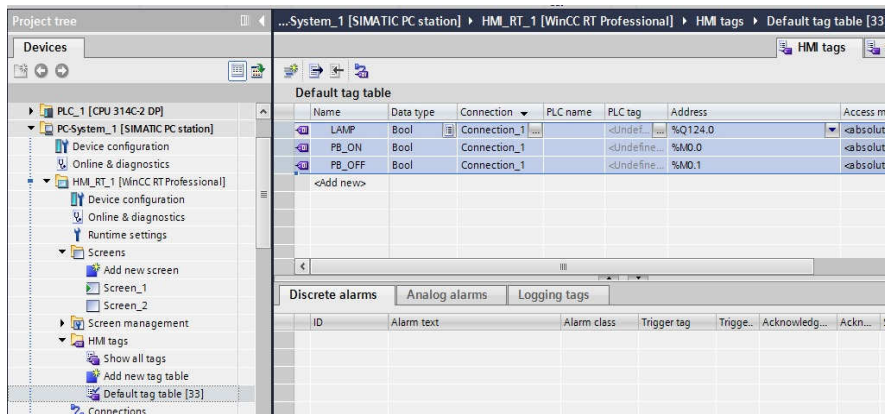 Project tree
Devices
PLC_1 [CPU 314C-2 DP]
PC-System_1 [SIMATIC PC station]
Device configuration
Online & diagnostics
HMI_RT_1 [WinCC RT Professional]
Device configuration
Online & diagnostics
Runtime settings
Screens
Add new screen
Screen_1
Screen_2
Screen management
HMI tags
Show all tags
Add new tag table
Default tag table [33]
Connections
...System_1 [SIMATIC PC station] HMI_RT_1 [WinCC RT Professional] HMI tags Default tag table [33
HMI tags
Default tag table
Name Data type Connection PLC name PLC tag Address Access m
LAMP Bool Connection_1 ... <Undef... ... %Q124.0 <absolut
PB_ON Bool Connection_1 <Undefine... %M0.0 <absolut
PB_OFF Bool Connection_1 <Undefine... %M0.1 <absolut
<Add new>
Discrete alarms Analog alarms Logging tags
ID Alarm text Alarm class Trigger tag Trigge.. Acknowledg... Ackn...